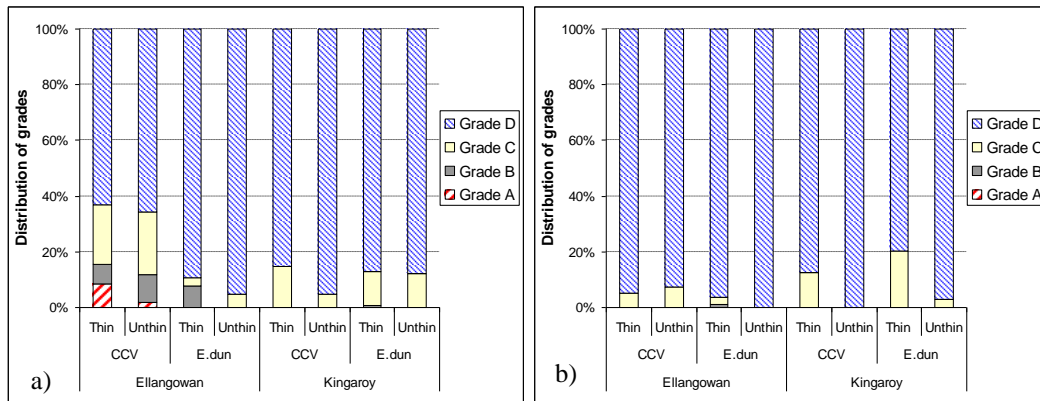 100%
80%
60%
40%
20%
0%
Distribution of grades
Thin Unthin Thin Unthin Thin Unthin Thin Unthin
CCV E.dun CCV E.dun
Ellangowan Kingaroy
Grade D
Grade C
Grade B
Grade A
a)
100%
80%
60%
40%
20%
0%
Distribution of grades
Thin Unthin Thin Unthin Thin Unthin Thin Unthin
CCV E.dun CCV E.dun
Ellangowan Kingaroy
Grade D
Grade C
Grade B
Grade A
b)